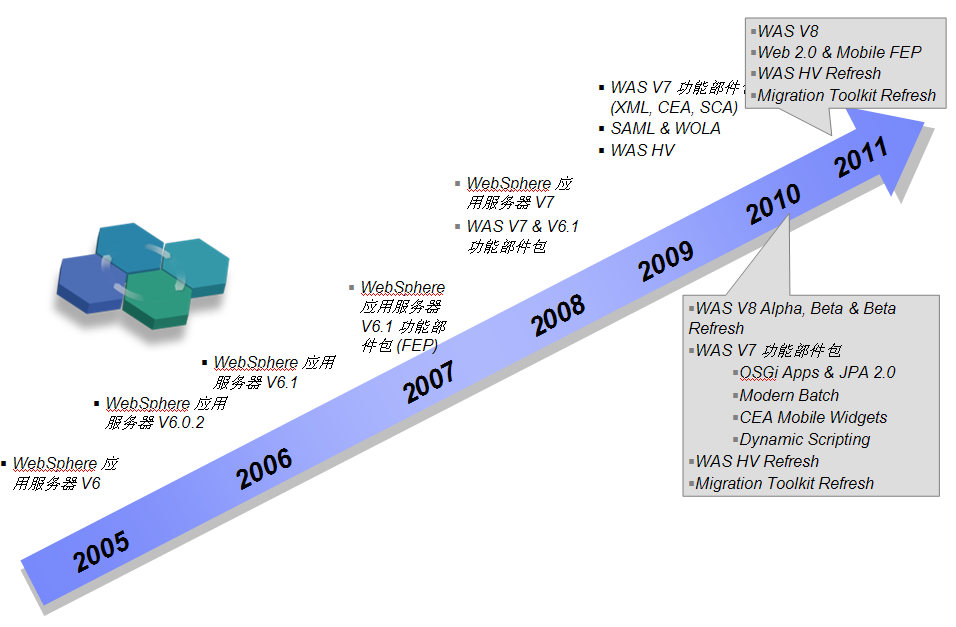 WAS V8
Web 2.0 & Mobile FEP
WAS HV Refresh
Migration Toolkit Refresh
WAS V7 功能部件
(XML, CEA, SCA)
SAML & WOLA
WAS HV
WebSphere 应
用服务器 V7
WAS V7 & V6.1
功能部件包
WebSphere
应用服务器
V6.1 功能部
件包 (FEP)
WebSphere 应用
服务器 V6.1
WebSphere 应用
服务器 V6.0.2
WebSphere 应
用服务器 V6
2005
2006
2007
2008
2009
2010
2011
WAS V8 Alpha, Beta & Beta
Refresh
WAS V7 功能部件包
OSGi Apps & JPA 2.0
Modern Batch
CEA Mobile Widgets
Dynamic Scripting
WAS HV Refresh
Migration Toolkit Refresh